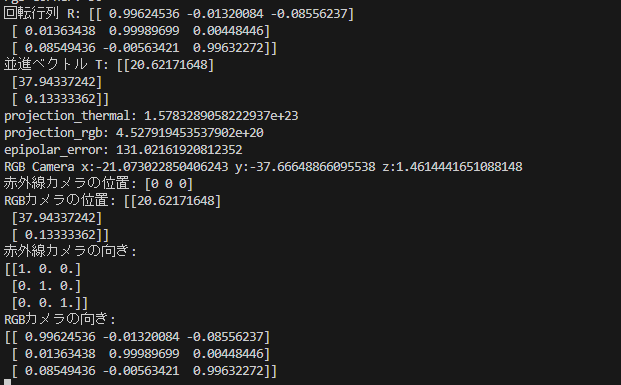 回転行列 R: [[ 0.99624536 -0.01320084 -0.08556237]
 [ 0.01363438  0.99989699  0.00448446]
 [ 0.08549436 -0.00563421  0.99632272]]
並進ベクトル T: [[20.62171648]
 [37.94337242]
 [ 0.13333362]]
projection_thermal: 1.5783289058222937e+23
projection_rgb: 4.527919453537902e+20
epipolar_error: 131.02161920812352
RGB Camera x:-21.073022850406243 y:-37.66648866095538 z:1.4614441651088148
赤外線カメラの位置: [0 0 0]
RGBカメラの位置: [[20.62171648]
 [37.94337242]
 [ 0.13333362]]
赤外線カメラの向き:
[[1. 0. 0.]
 [0. 1. 0.]
 [0. 0. 1.]]
RGBカメラの向き:
[[ 0.99624536 -0.01320084 -0.08556237]
 [ 0.01363438  0.99989699  0.00448446]
 [ 0.08549436 -0.00563421  0.99632272]]